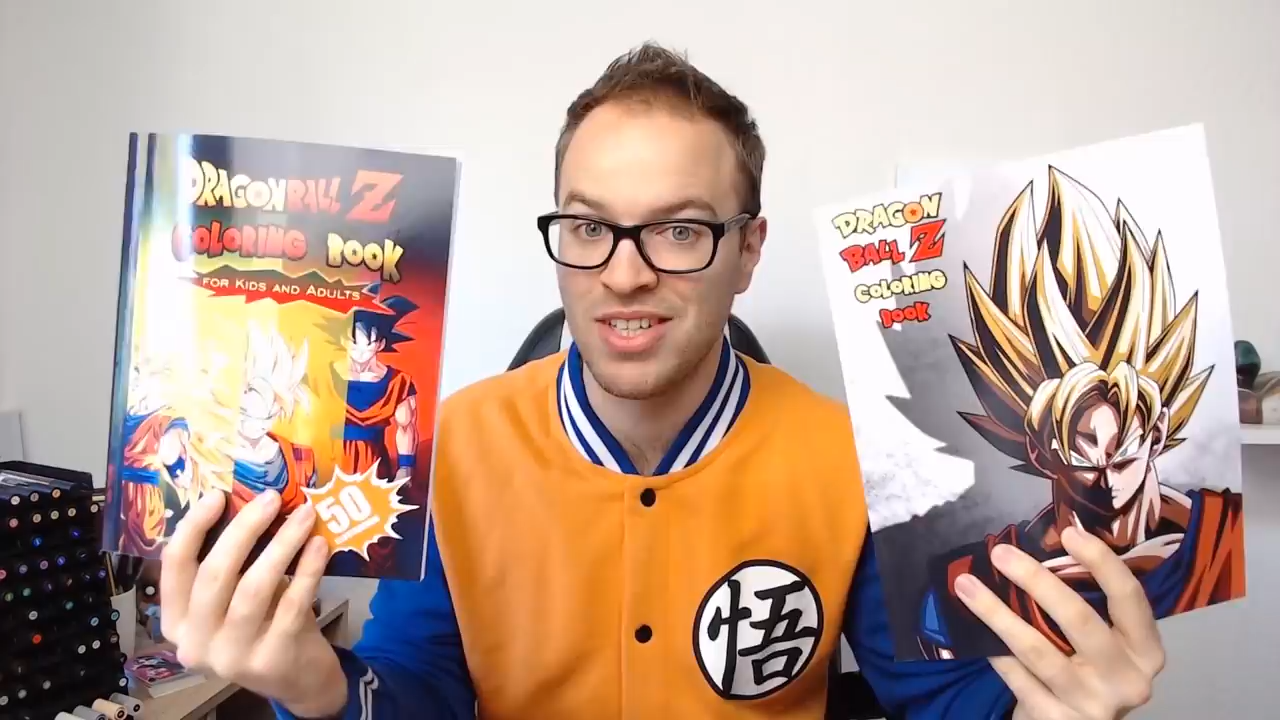 DRAGON BALL Z
COLORING BOOK
FOR KIDS AND ADULTS
50
DRAGON
BALL Z
COLORING
BOOK
悟